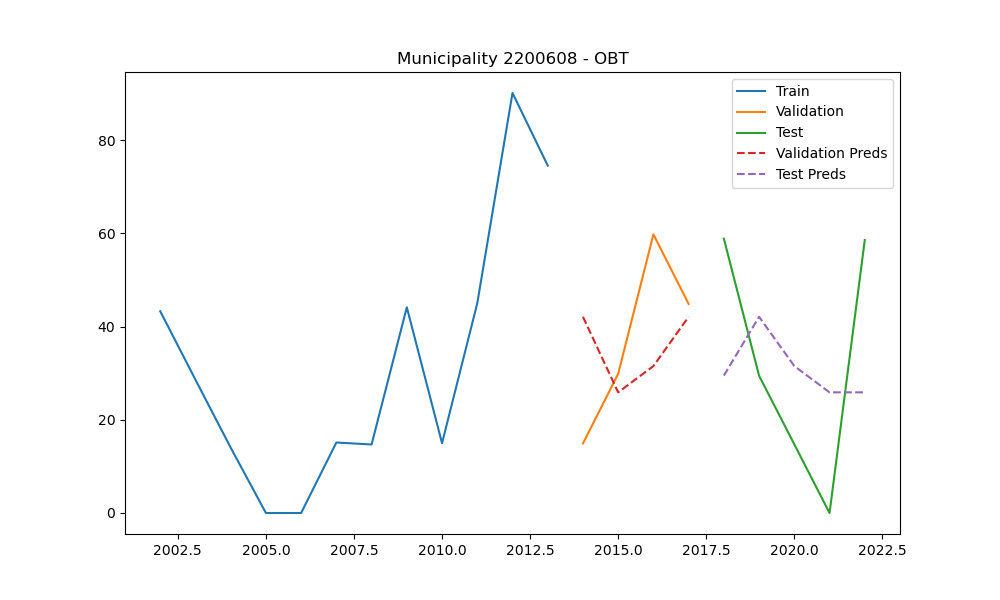 Municipality 2200608 - OBT
Train
Validation
Test
Validation Preds
Test Preds
80
60
40
20
0
2002.5 2005.0 2007.5 2010.0 2012.5 2015.0 2017.5 2020.0 2022.5